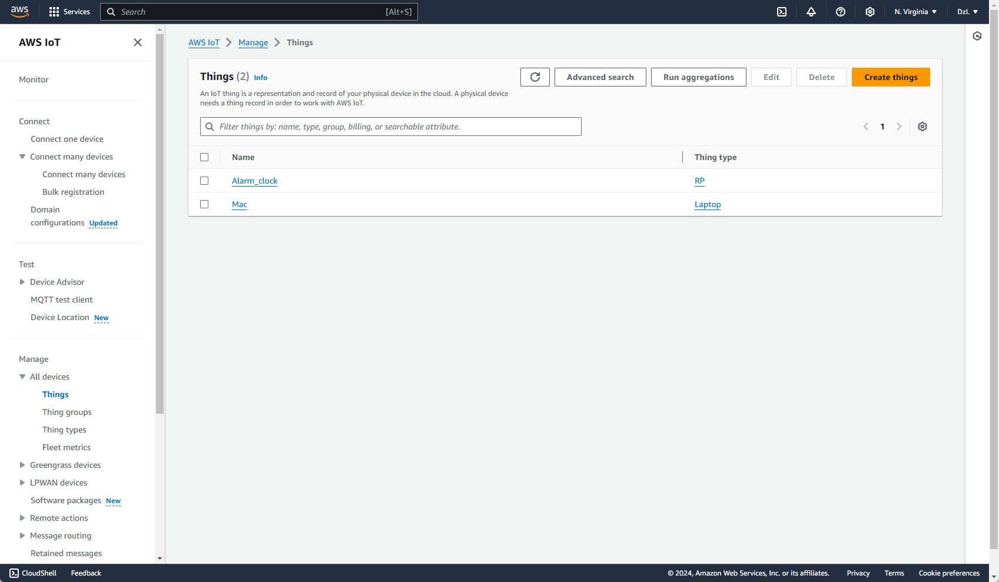 aws
Services
Search
[Alt+S]
N. Virginia
DzL
AWS IoT
Monitor
Connect
Connect one device
Connect many devices
Connect many devices
Bulk registration
Domain
configurations Updated
Test
Device Advisor
MQTT test client
Device Location New
Manage
All devices
Things
Thing groups
Thing types
Fleet metrics
Greengrass devices
LPWAN devices
Software packages New
Remote actions
Message routing
Retained messages
AWS IoT
Manage
Things
Things (2) Info
An IoT thing is a representation and record of your physical device in the cloud. A physical device
needs a thing record in order to work with AWS IoT.
Advanced search
Run aggregations
Edit
Delete
Create things
Filter things by: name, type, group, billing, or searchable attribute.
1
Name
Thing type
Alarm_clock
RP
Mac
Laptop
CloudShell
Feedback
© 2024, Amazon Web Services, Inc. or its affiliates.
Privacy
Terms
Cookie preferences